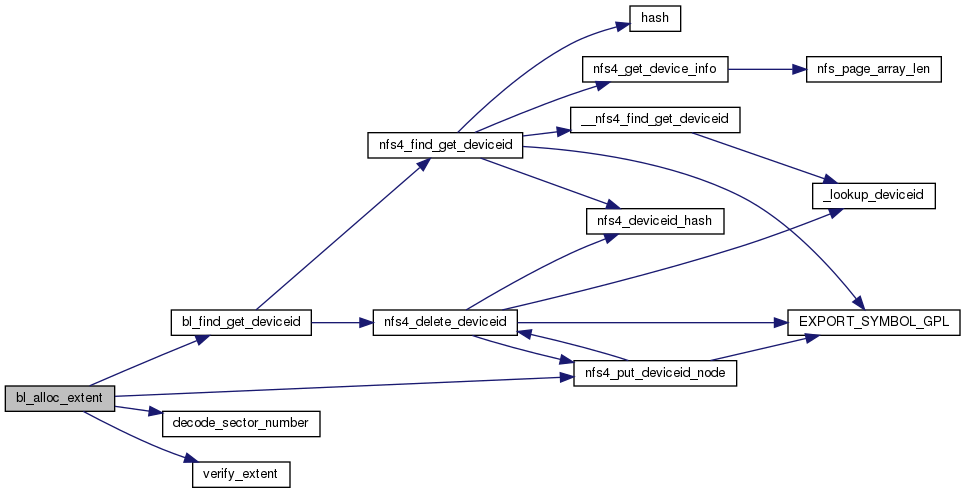 hash
nfs4_get_device_info
nfs_page_array_len
__nfs4_find_get_deviceid
nfs4_find_get_deviceid
_lookup_deviceid
nfs4_deviceid_hash
bl_find_get_deviceid
nfs4_delete_deviceid
EXPORT_SYMBOL_GPL
nfs4_put_deviceid_node
bl_alloc_extent
decode_sector_number
verify_extent